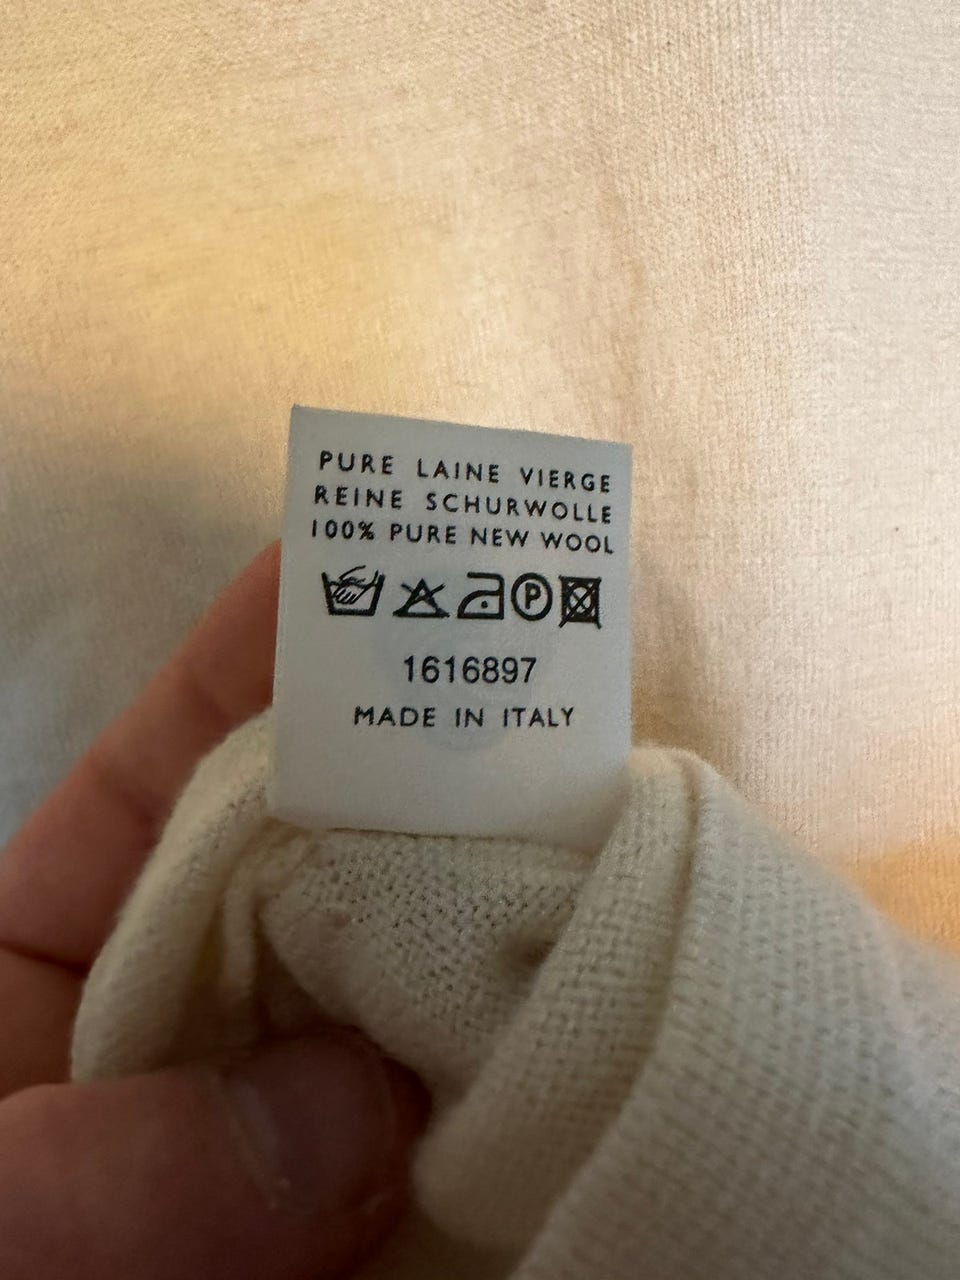 PURE LAINE VIERGE
REINE SCHURWOLLE
100% PURE NEW WOOL
P
1616897
MADE IN ITALY